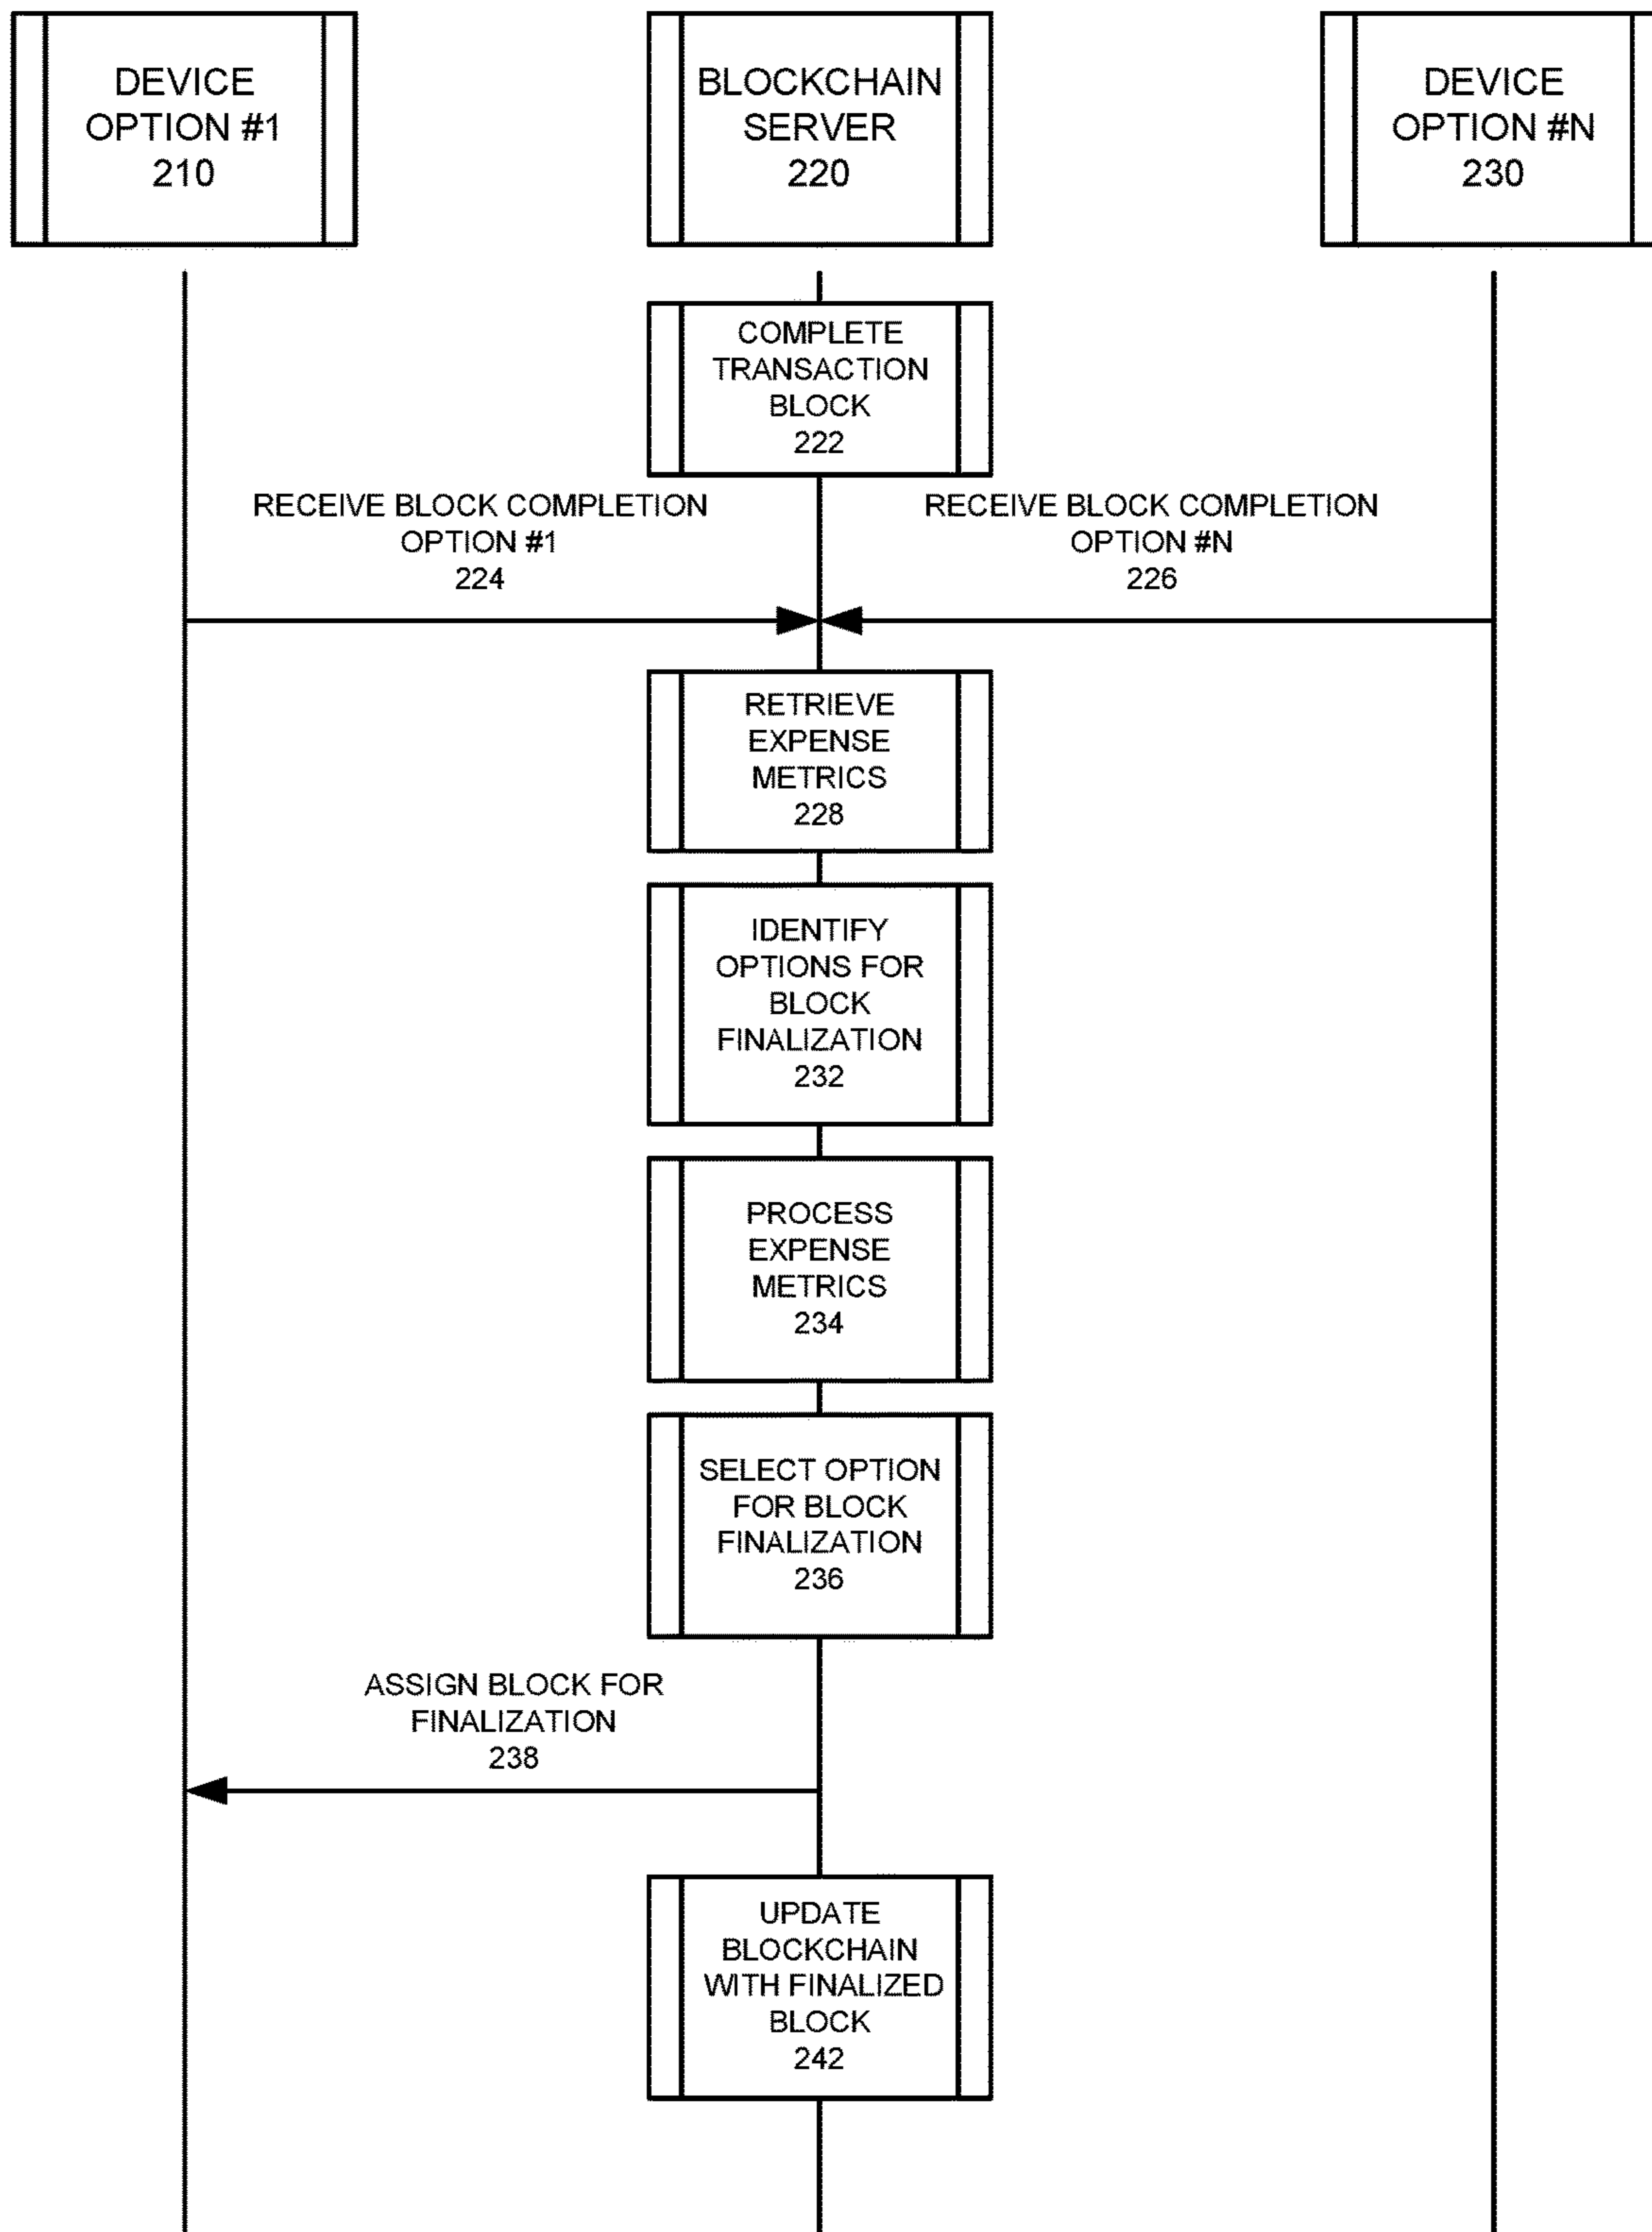 DEVICE
OPTION #1
210
BLOCKCHAIN
SERVER
220
DEVICE
OPTION #N
230
COMPLETE
TRANSACTION
BLOCK
222
RECEIVE BLOCK COMPLETION
OPTION #1
224
RECEIVE BLOCK COMPLETION
OPTION #N
226
RETRIEVE
EXPENSE
METRICS
228
IDENTIFY
OPTIONS FOR
BLOCK
FINALIZATION
232
PROCESS
EXPENSE
METRICS
234
SELECT OPTION
FOR BLOCK
FINALIZATION
236
ASSIGN BLOCK FOR
FINALIZATION
238
UPDATE
BLOCKCHAIN
WITH FINALIZED
BLOCK
242